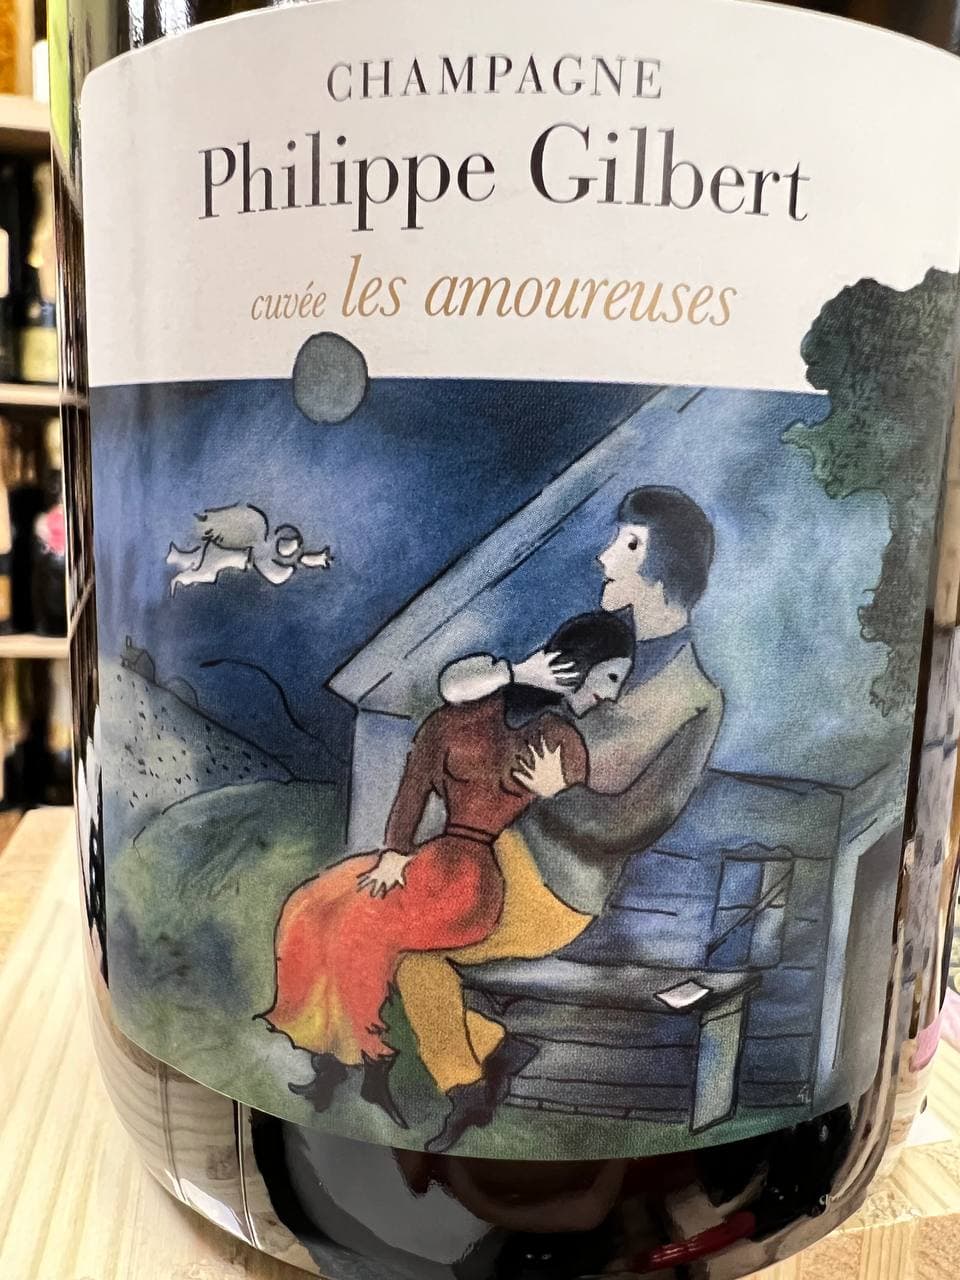 CHAMPAGNE
Philippe Gilbert
cuvée les amoureuses